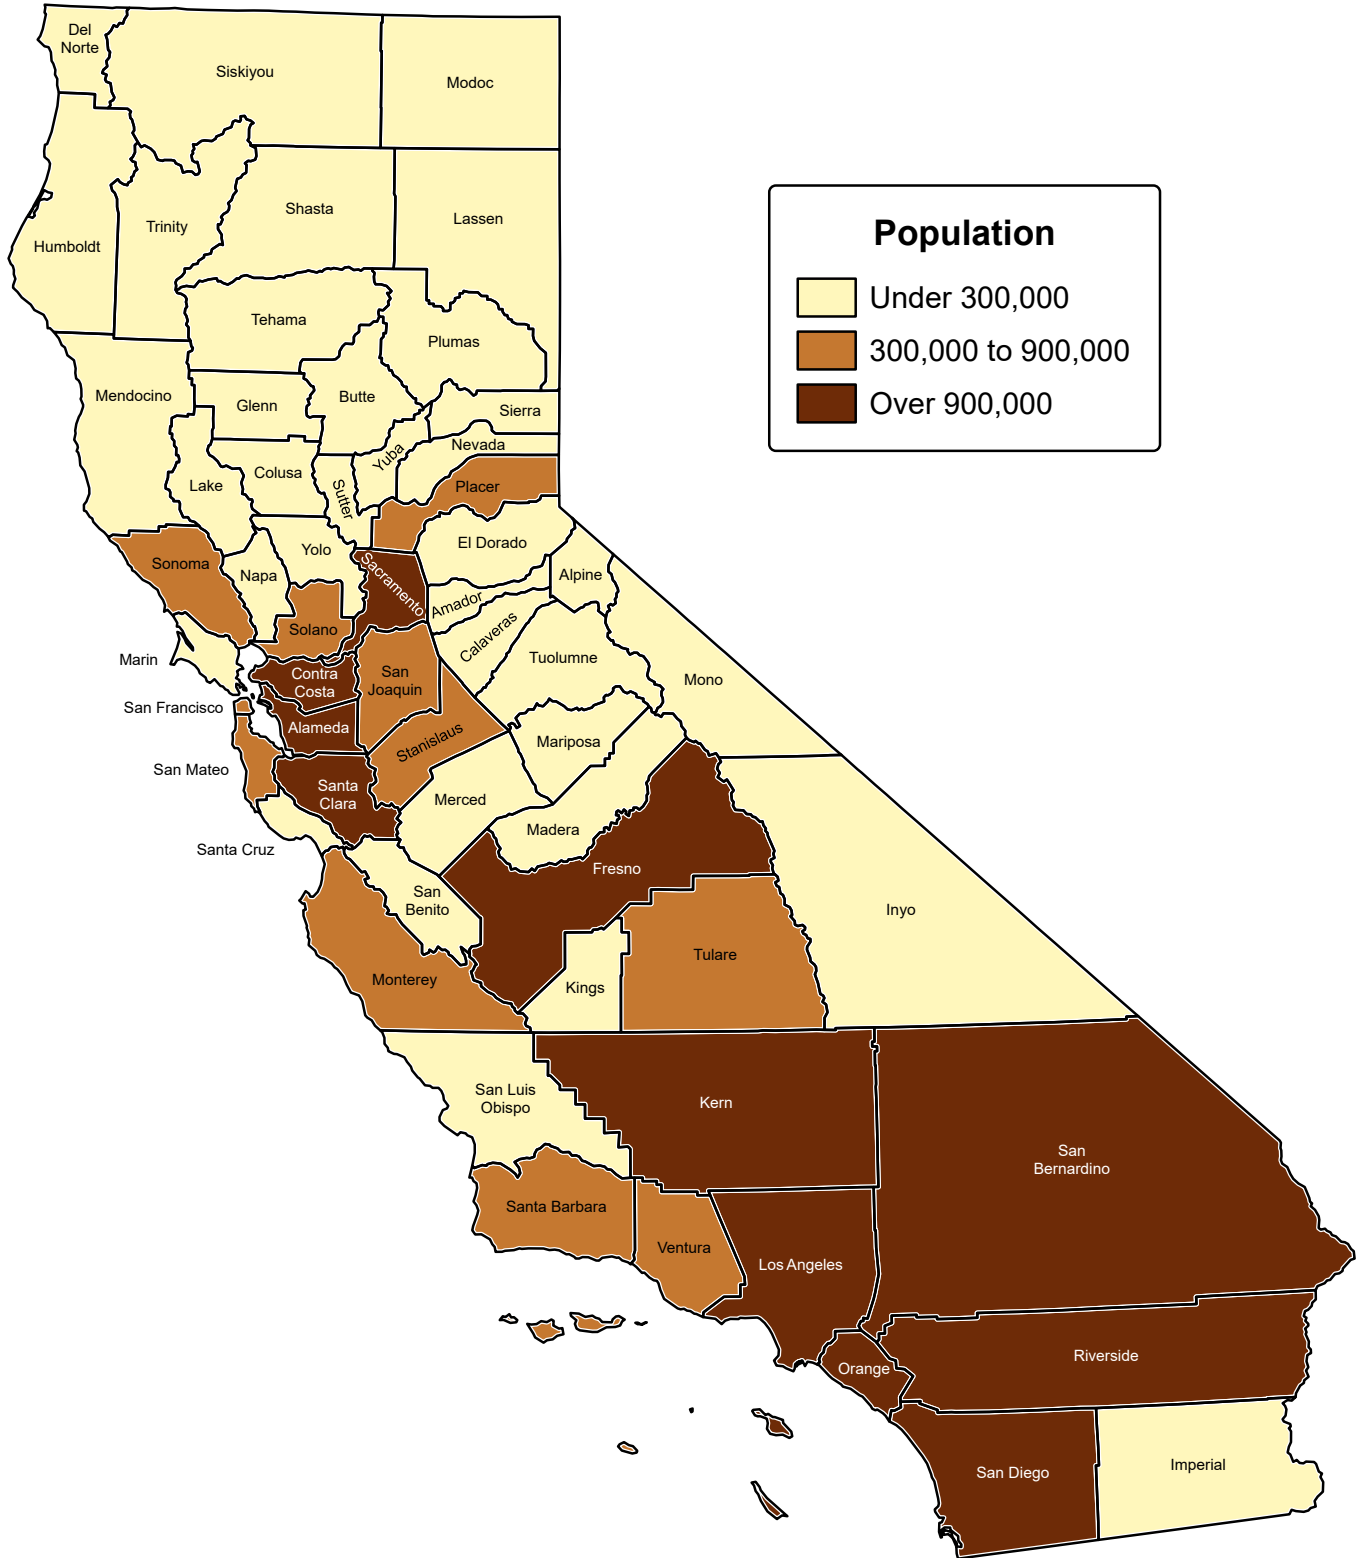 Del
Norte
Siskiyou
Modoc
Humboldt
Trinity
Shasta
Lassen
Tehama
Plumas
Mendocino
Glenn
Butte
Sierra
Lake
Colusa
Sutter
Yuba
Nevada
Placer
Sonoma
Napa
Yolo
El Dorado
Sacramento
Alpine
Amador
Calaveras
Solano
Marin
Contra
Costa
San
Joaquin
Tuolumne
Mono
San Francisco
Alameda
Stanislaus
Mariposa
San Mateo
Santa
Clara
Merced
Madera
Santa Cruz
San
Benito
Fresno
Inyo
Monterey
Kings
Tulare
San Luis
Obispo
Kern
San
Bernardino
Santa Barbara
Ventura
Los Angeles
Orange
Riverside
San Diego
Imperial
Population
Under 300,000
300,000 to 900,000
Over 900,000